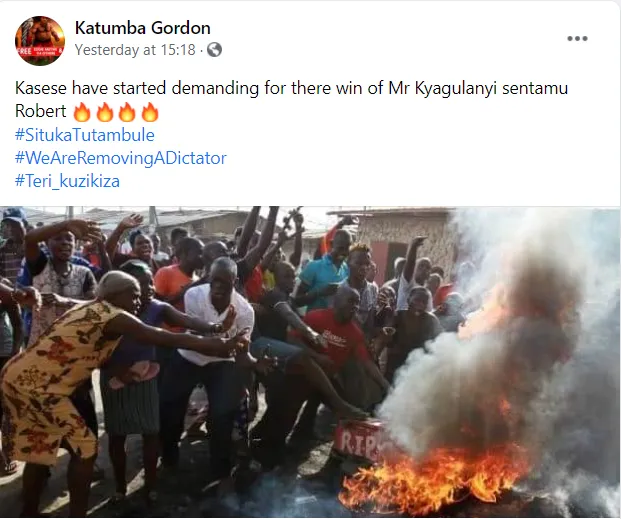 Katumba Gordon
Yesterday at 15:18 ·
Kasese have started demanding for there win of Mr Kyagulanyi sentamu
Robert 🔥🔥🔥🔥
#SitukaTutambule
#WeAreRemovingADictator
#Teri_kuzikiza
R.I.P